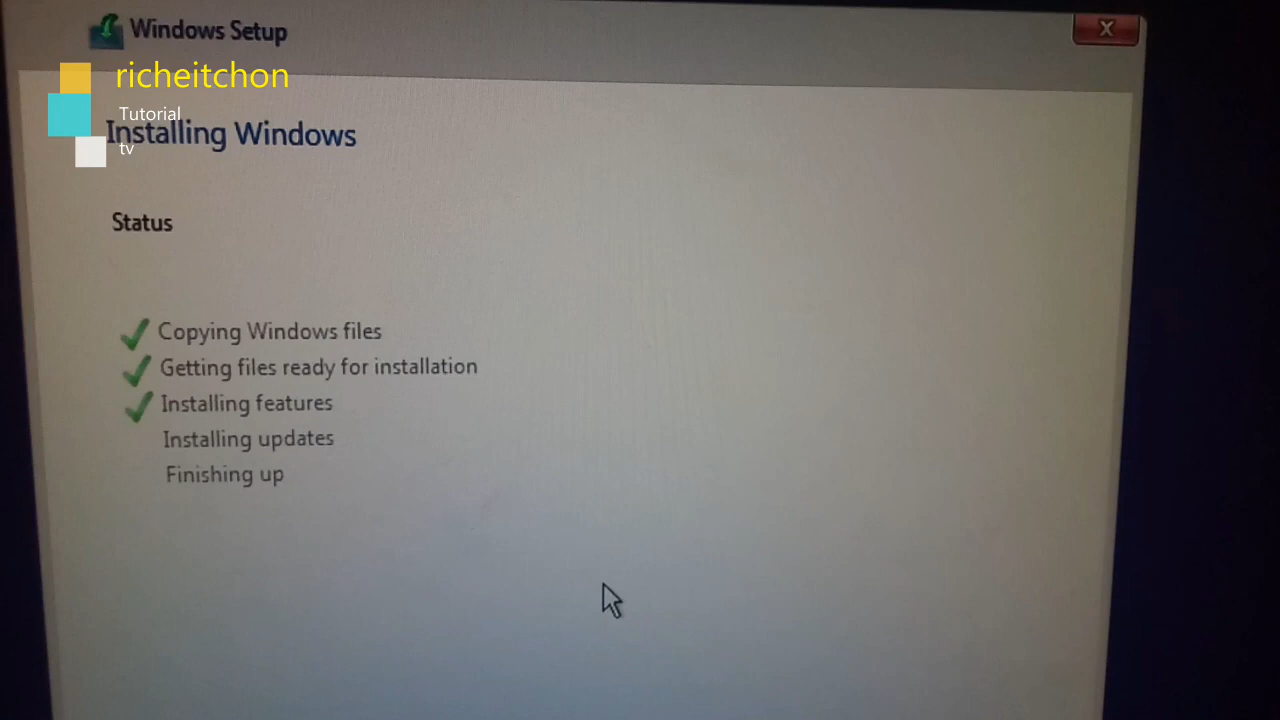 Windows Setup
X
richeitchon
Tutorial
Installing Windows
tv
Status
Copying Windows files
Getting files ready for installation
Installing features
Installing updates
Finishing up